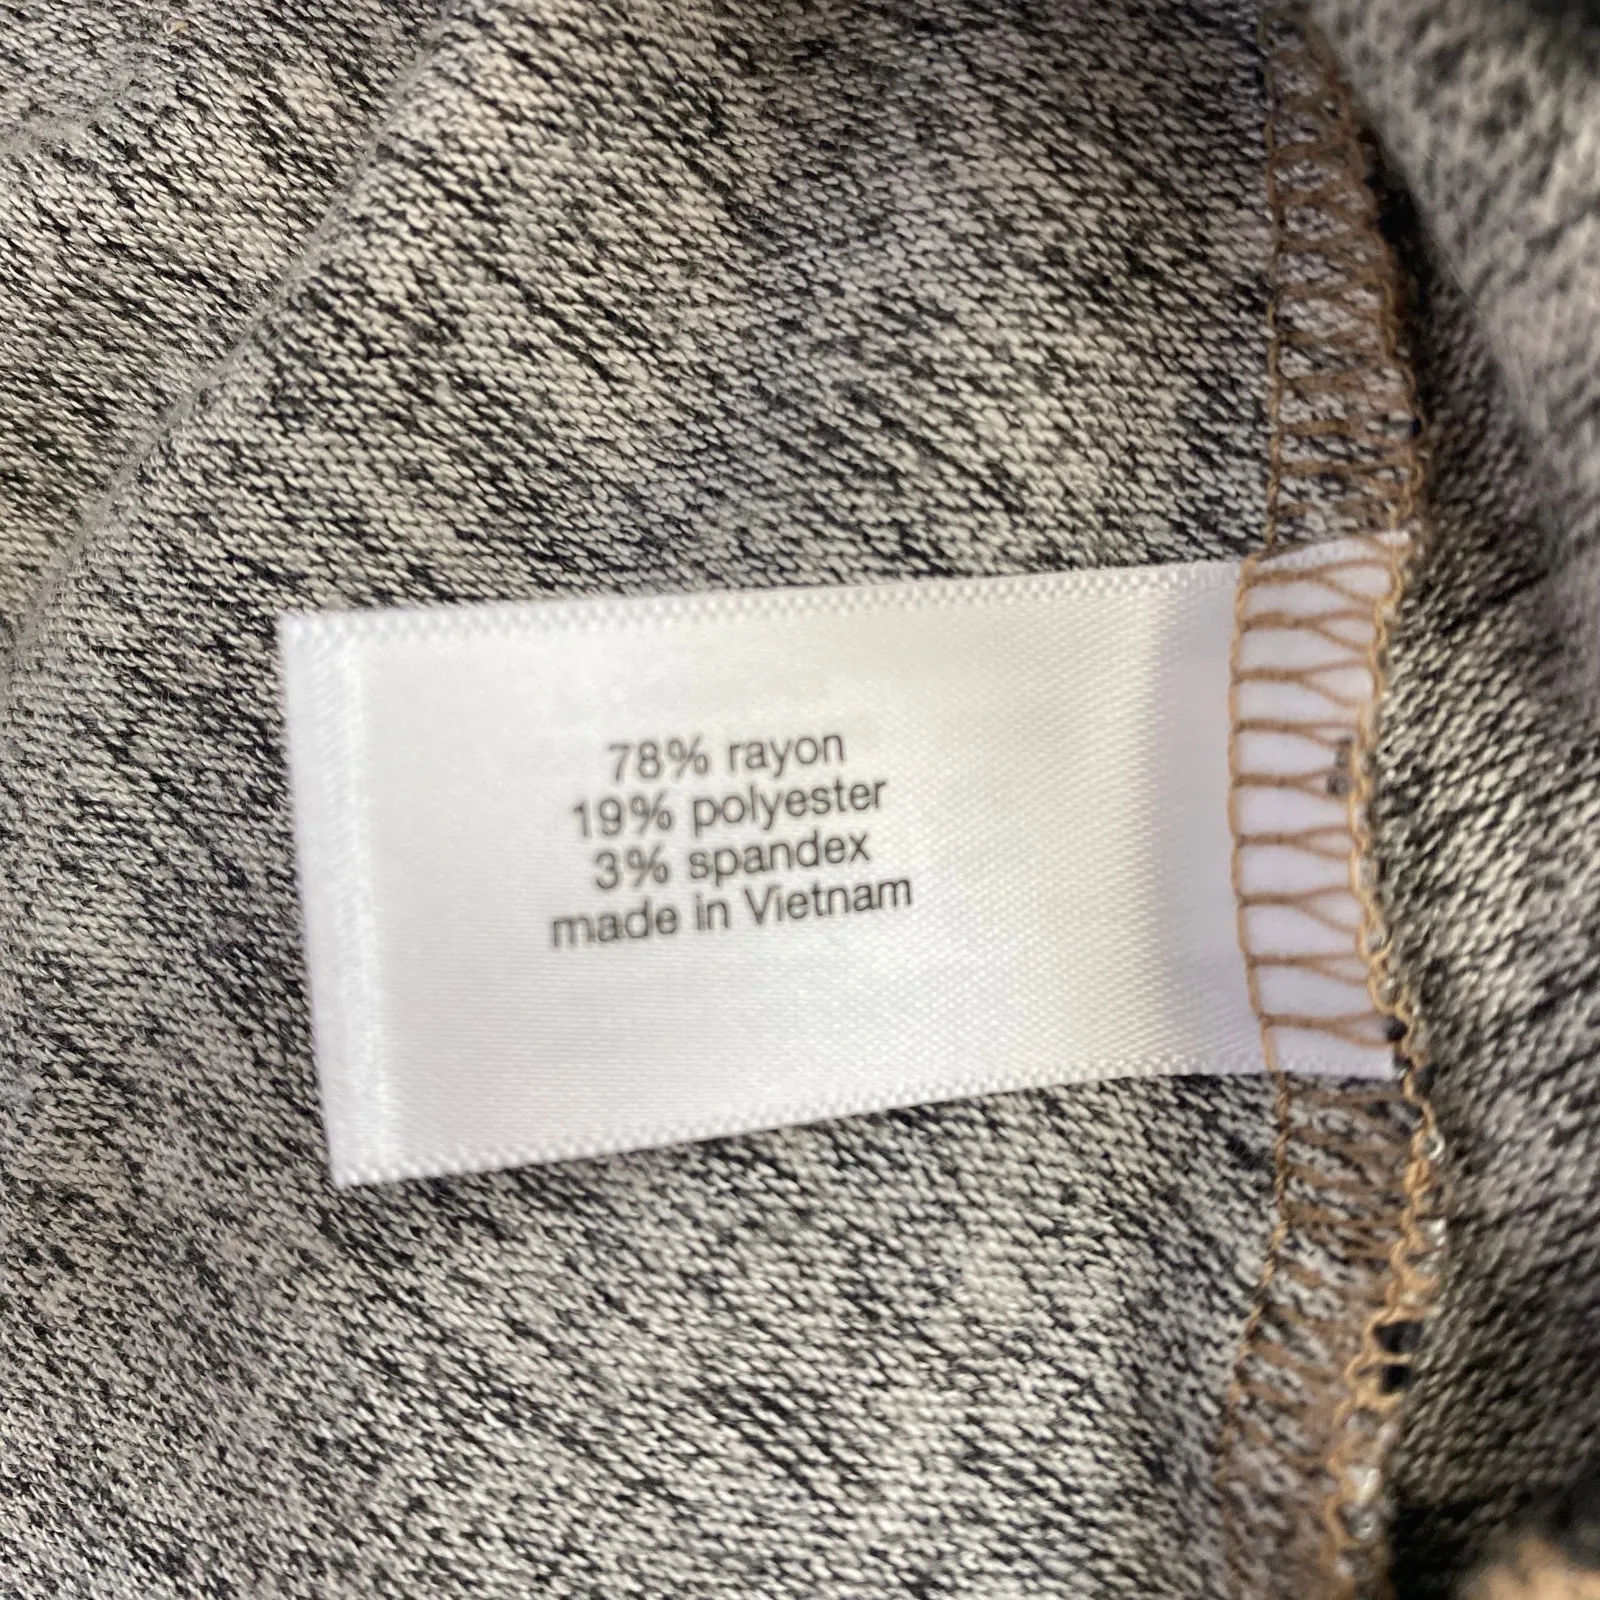 78% rayon
19% polyester
3% spandex
made in Vietnam